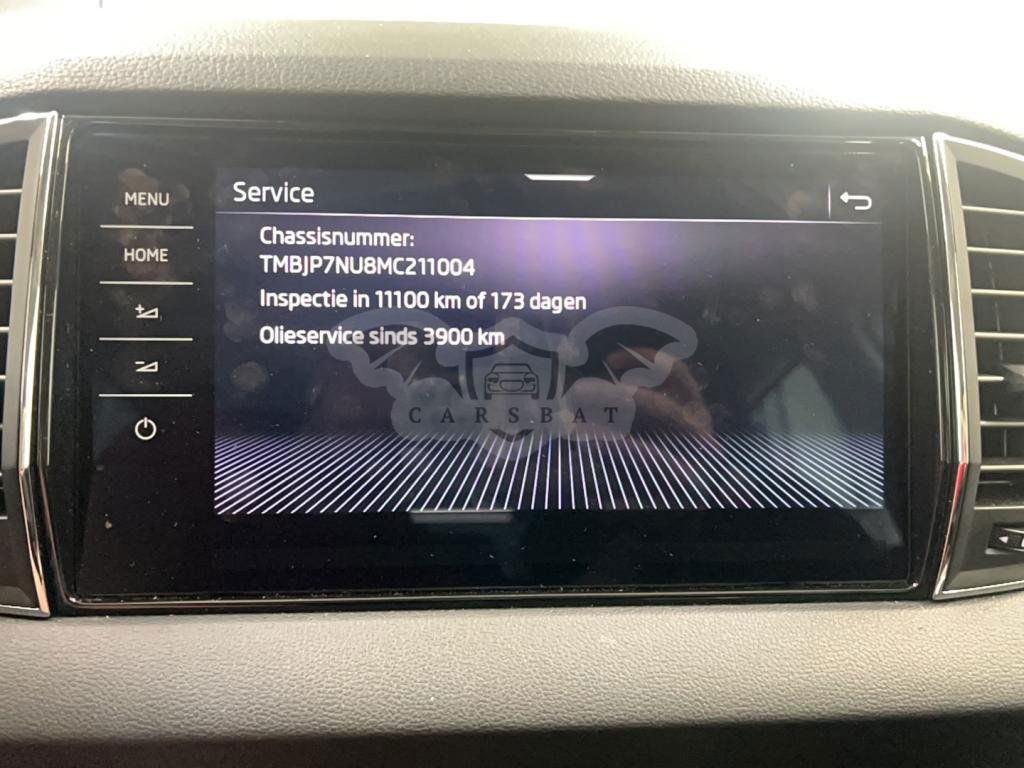 MENU
HOME
Service
Chassisnummer:
TMBJP7NU8MC211004
Inspectie in 11100 km of 173 dagen
Olieservice sinds 3900 km
CARSBAT